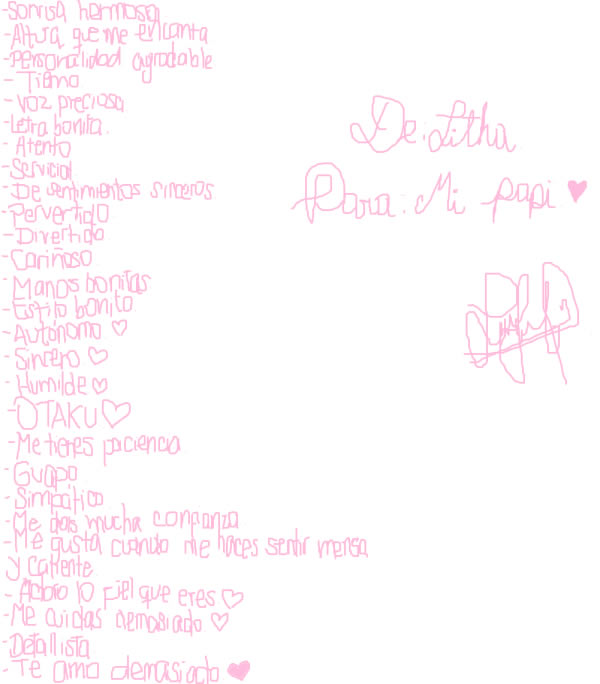 -Sonrisa hermosa
-Altura que me encanta
-Personalidad agradable
- Tierno
- Voz preciosa
-Letra bonita.
- Atento
-Servicial
-De sentimientos sinceros
-Pervertido.
-Divertido.
-Cariñoso.
- Manos bonitas
-Estilo bonito.
-Autónomo ♡
- Sincero ♡
- Humilde ♡
-OTAKU♡
-Me tienes paciencia
- Guapo
- Simpático
-Me das mucha confianza
-Me gusta cuando me haces sentir mensa
y caliente
- Adoro lo fiel que eres ♡
-Me cuidas demasiado. ♡
-Detallista
-Te amo demasiado ♥
De: Litha.
Para: Mi papi ♥